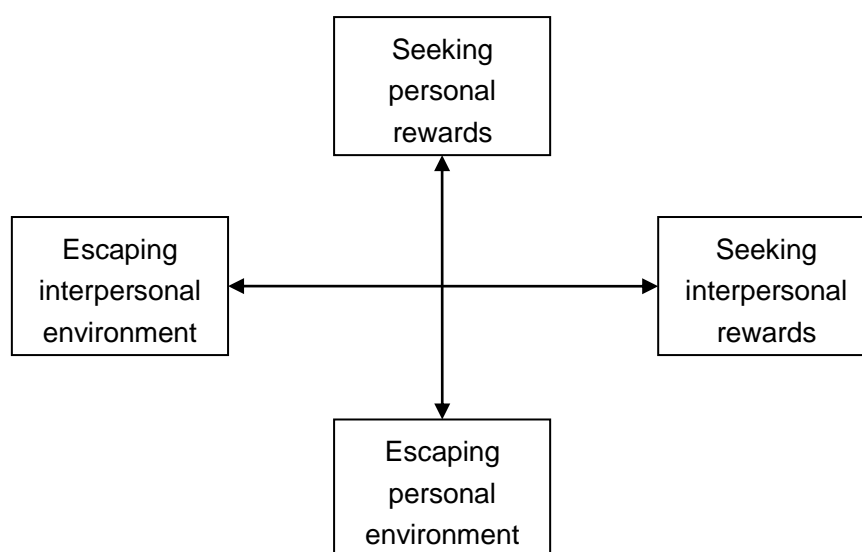 Seeking
personal
rewards
Escaping
interpersonal
environment
Seeking
interpersonal
rewards
Escaping
personal
environment